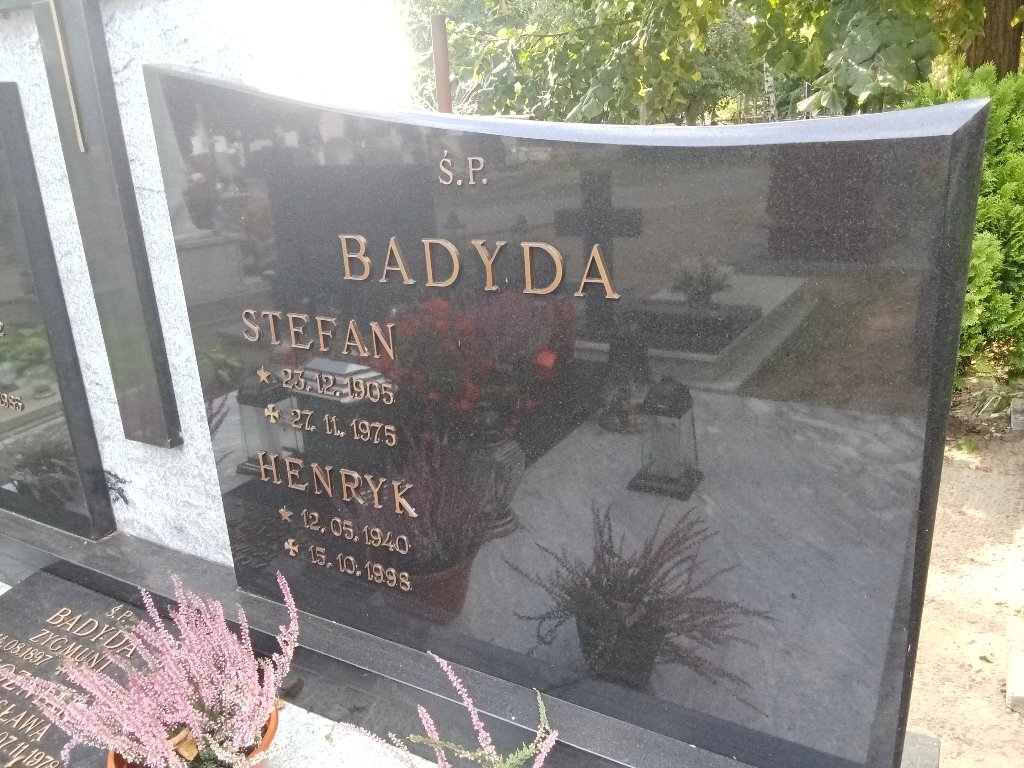 Ś.P.
BADYDA
STEFAN
★ 23.12.1905
✠ 27.11.1975
HENRYK
★ 12.05.1940
✠ 15.10.1998
Ś.P.
BADYDA
ZYGMUNT